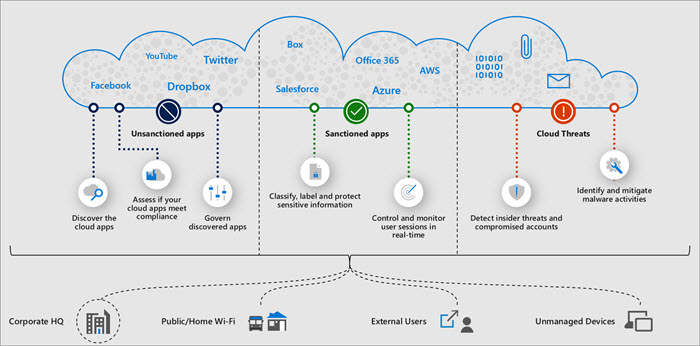 Box
YouTube
Twitter
Office 365
101010
010101
101010
AWS
Facebook
Dropbox
Salesforce
Azure
Unsanctioned apps
Sanctioned apps
Cloud Threats
Discover the
cloud apps
Assess if your
cloud apps meet
compliance
Govern
discovered apps
Classify, label and protect
sensitive information
Control and monitor
user sessions in
real-time
Detect insider threats and
compromised accounts
Identify and mitigate
malware activities
Corporate HQ
Public/Home Wi-Fi
External Users
Unmanaged Devices